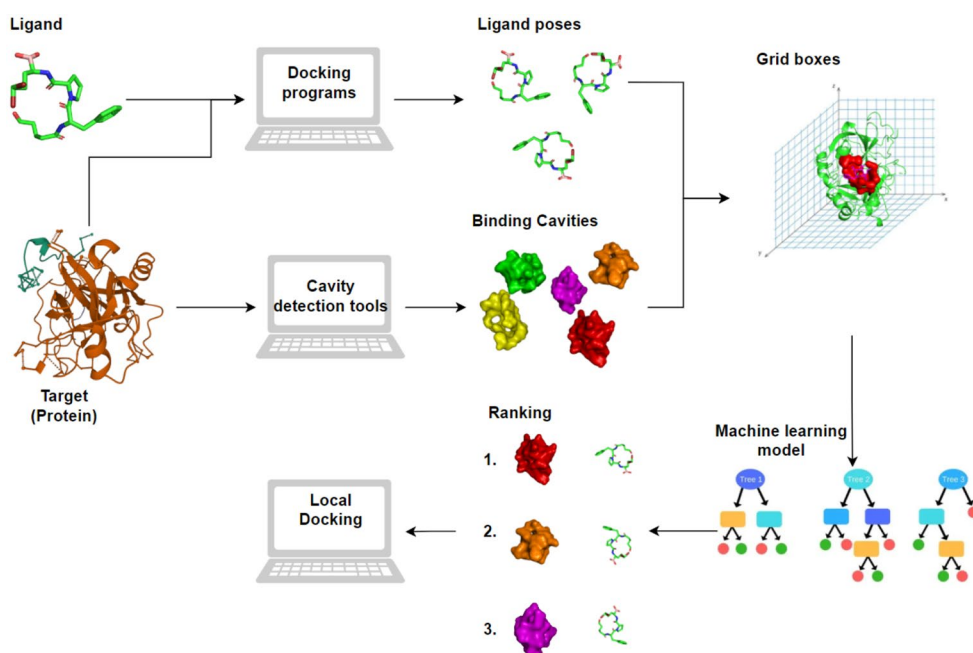 Ligand
Docking
programs
Ligand poses
Grid boxes
z
x
y
Target
(Protein)
Cavity
detection tools
Binding Cavities
Ranking
1.
2.
3.
Machine learning
model
Tree 1
Tree 2
Tree 3
Local
Docking